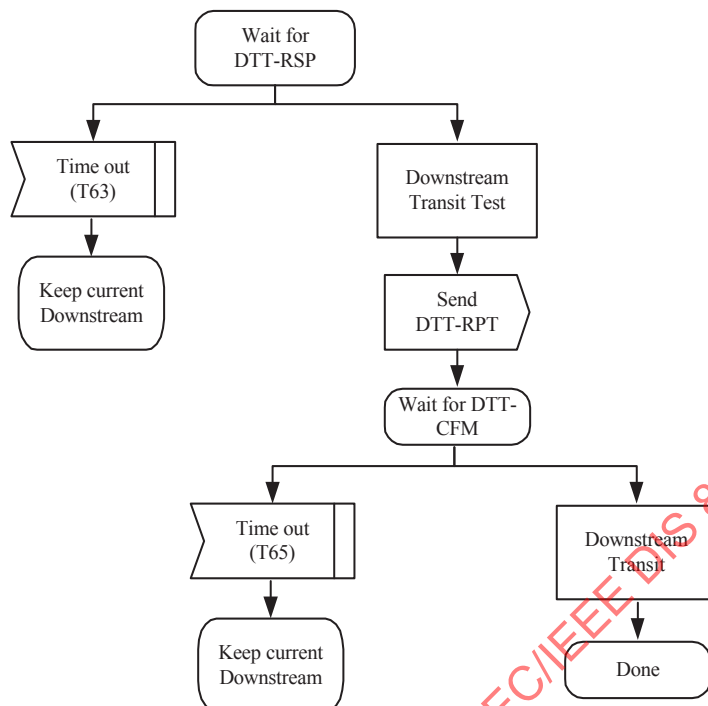 Wait for
DTT-RSP
Time out
(T63)
Downstream
Transit Test
Keep current
Downstream
Send
DTT-RPT
Wait for DTT-
CFM
Time out
(T65)
Downstream
Transit
Keep current
Downstream
Done
EC/IEEE DIS 8